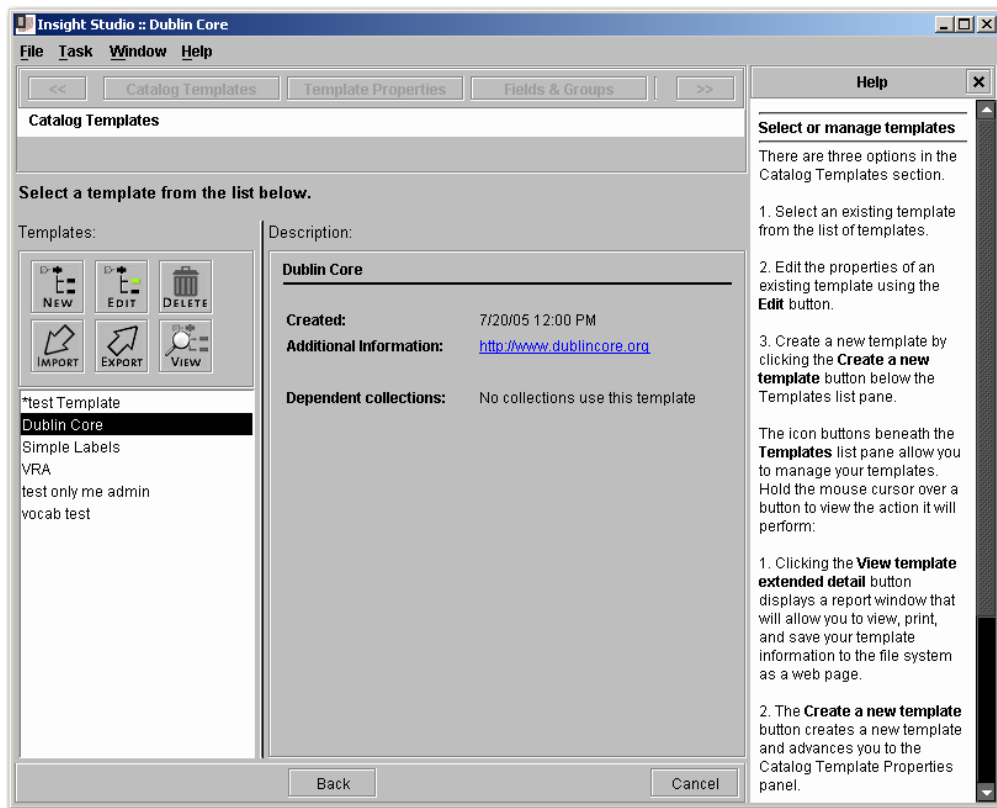 Insight Studio :: Dublin Core
File Task Window Help
<< Catalog Templates Template Properties Fields & Groups >>
Catalog Templates
Select a template from the list below.
Templates:
NEW EDIT DELETE
IMPORT EXPORT VIEW
*test Template
Dublin Core
Simple Labels
VRA
test only me admin
vocab test
Description:
Dublin Core
Created: 7/20/05 12:00 PM
Additional Information: http://www.dublincore.org
Dependent collections: No collections use this template
Back Cancel
Help
Select or manage templates
There are three options in the
Catalog Templates section.
1. Select an existing template
from the list of templates.
2. Edit the properties of an
existing template using the
Edit button.
3. Create a new template by
clicking the Create a new
template button below the
Templates list pane.
The icon buttons beneath the
Templates list pane allow you
to manage your templates.
Hold the mouse cursor over a
button to view the action it will
perform:
1. Clicking the View template
extended detail button
displays a report window that
will allow you to view, print,
and save your template
information to the file system
as a web page.
2. The Create a new template
button creates a new template
and advances you to the
Catalog Template Properties
panel.